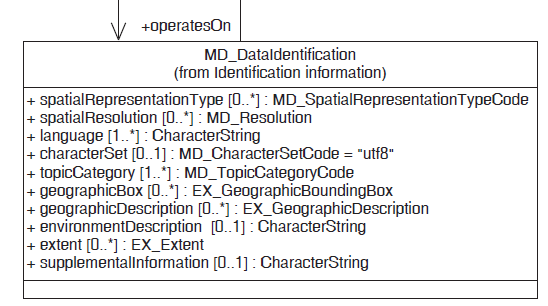 +operatesOn
MD_DataIdentification
(from Identification information)
+ spatialRepresentationType [0..*] : MD_SpatialRepresentationTypeCode
+ spatialResolution [0..*] : MD_Resolution
+ language [1..*] : CharacterString
+ characterSet [0..1] : MD_CharacterSetCode = "utf8"
+ topicCategory [1..*] : MD_TopicCategoryCode
+ geographicBox [0..*] : EX_GeographicBoundingBox
+ geographicDescription [0..*] : EX_GeographicDescription
+ environmentDescription  [0..1] : CharacterString
+ extent [0..*] : EX_Extent
+ supplementalInformation [0..1] : CharacterString